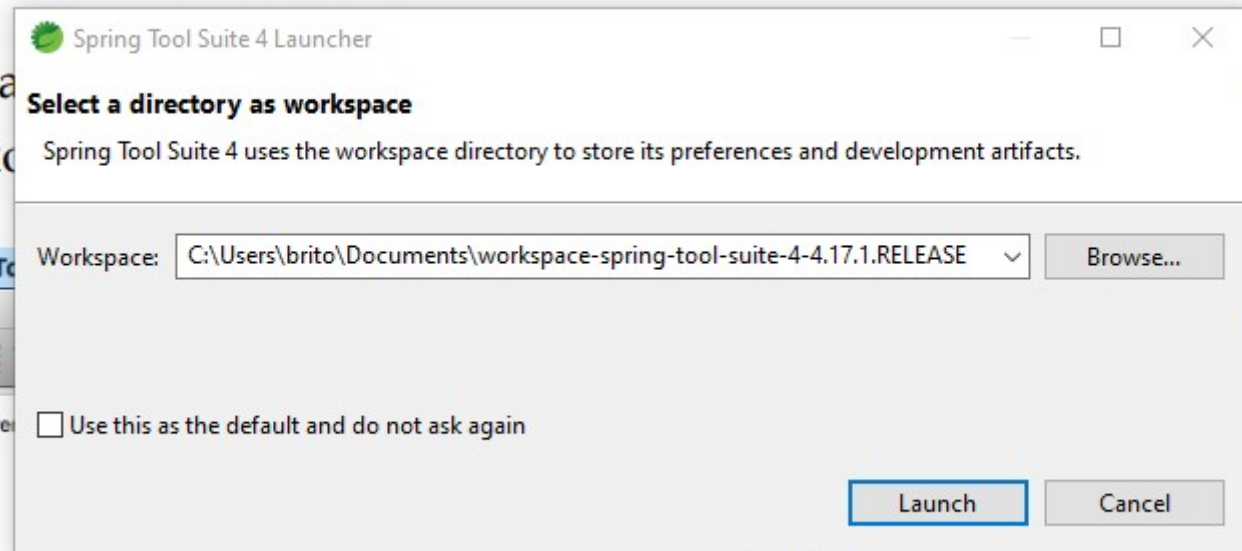 Spring Tool Suite 4 Launcher
Select a directory as workspace
Spring Tool Suite 4 uses the workspace directory to store its preferences and development artifacts.
Workspace: C:\Users\brito\Documents\workspace-spring-tool-suite-4-4.17.1.RELEASE Browse...
Use this as the default and do not ask again
Launch Cancel